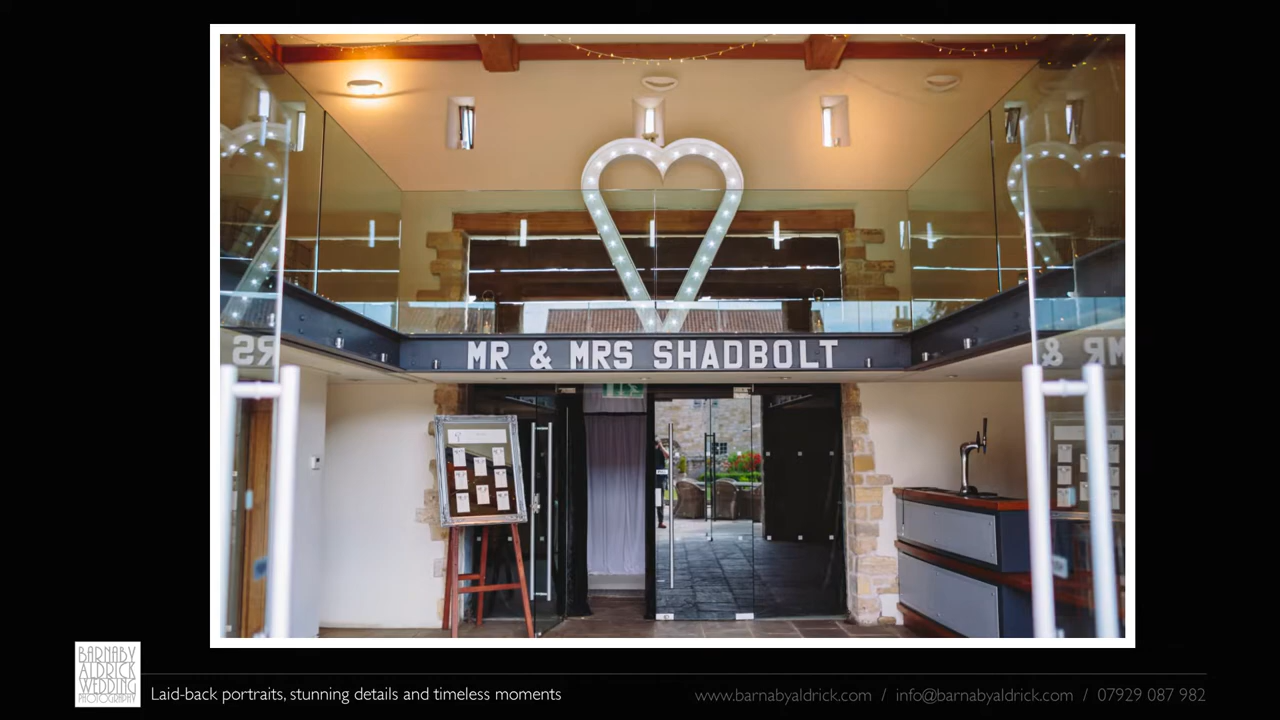 MR & MRS SHADBOLT
BARNABY
ALDRICK
WEDDING
PHOTOGRAPHY
Laid-back portraits, stunning details and timeless moments
www.barnabyaldrick.com / info@barnabyaldrick.com / 07929 087 982